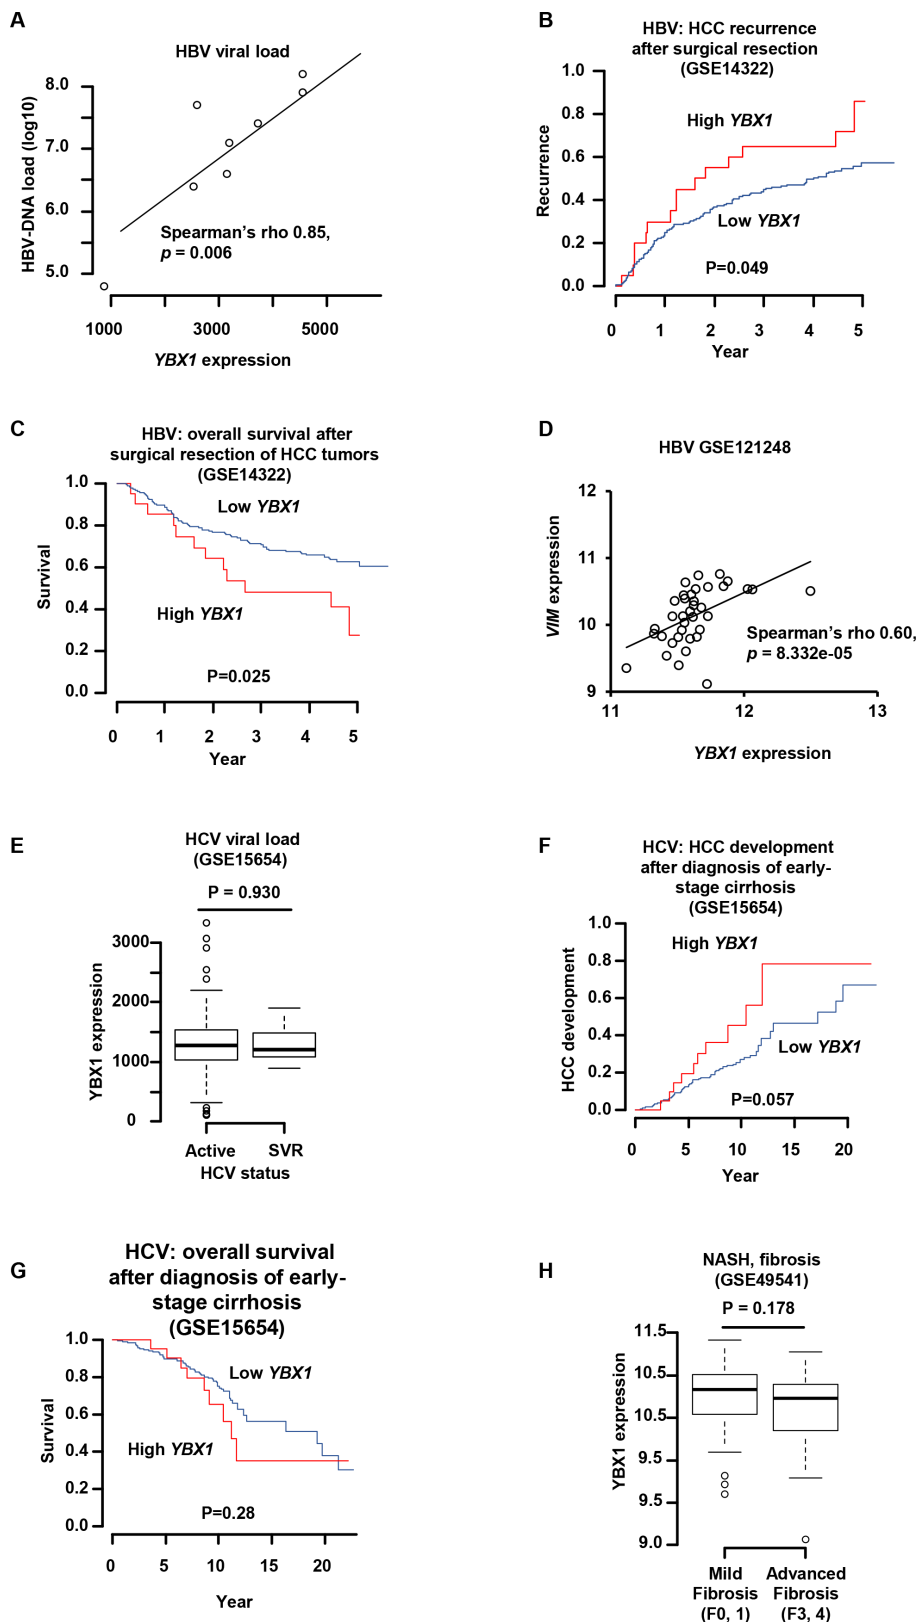 A
HBV viral load
HBV-DNA load (log10)
8.0
7.0
6.0
5.0
Spearman's rho 0.85,
p = 0.006
1000 3000 5000
YBX1 expression
B
HBV: HCC recurrence
after surgical resection
(GSE14322)
Recurrence
1.0
0.8
0.6
0.4
0.2
0.0
High YBX1
Low YBX1
P=0.049
0 1 2 3 4 5
Year
C
HBV: overall survival after
surgical resection of HCC tumors
(GSE14322)
Survival
1.0
0.8
0.6
0.4
0.2
0.0
Low YBX1
High YBX1
P=0.025
0 1 2 3 4 5
Year
D
HBV GSE121248
VIM expression
12
11
10
9
Spearman's rho 0.60,
p = 8.332e-05
11 12 13
YBX1 expression
E
HCV viral load
(GSE15654)
P = 0.930
YBX1 expression
3000
2000
1000
0
Active SVR
HCV status
F
HCV: HCC development
after diagnosis of early-
stage cirrhosis
(GSE15654)
HCC development
1.0
0.8
0.6
0.4
0.2
0.0
High YBX1
Low YBX1
P=0.057
0 5 10 15 20
Year
G
HCV: overall survival
after diagnosis of early-
stage cirrhosis
(GSE15654)
Survival
1.0
0.8
0.6
0.4
0.2
0.0
Low YBX1
High YBX1
P=0.28
0 5 10 15 20
Year
H
NASH, fibrosis
(GSE49541)
P = 0.178
YBX1 expression
11.5
10.5
10.5
9.5
9.5
9.0
Mild Advanced
Fibrosis Fibrosis
(F0, 1) (F3, 4)